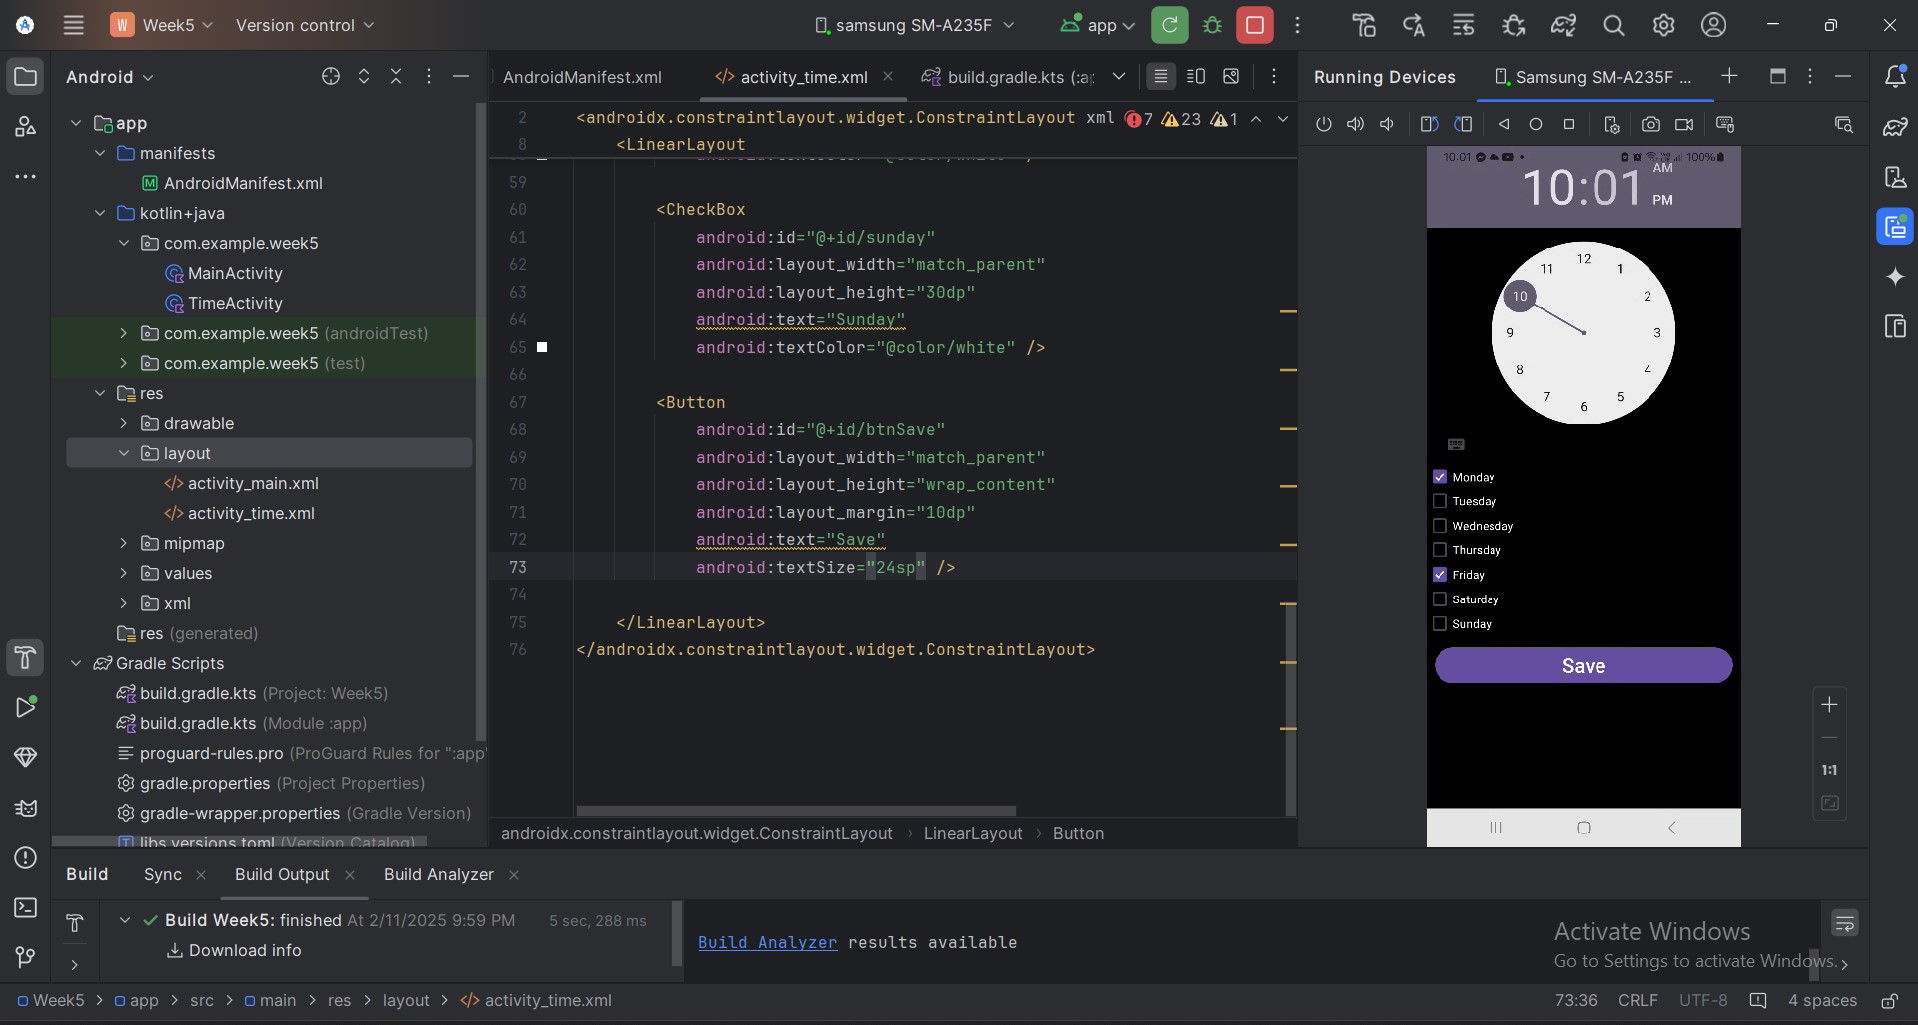 W Week5 Version control samsung SM-A235F app
Android
AndroidManifest.xml activity_time.xml build.gradle.kts (:a
Running Devices Samsung SM-A235F ...
app
manifests
AndroidManifest.xml
kotlin+java
com.example.week5
MainActivity
TimeActivity
com.example.week5 (androidTest)
com.example.week5 (test)
res
drawable
layout
activity_main.xml
activity_time.xml
mipmap
values
xml
res (generated)
Gradle Scripts
build.gradle.kts (Project: Week5)
build.gradle.kts (Module :app)
proguard-rules.pro (ProGuard Rules for ":app"
gradle.properties (Project Properties)
gradle-wrapper.properties (Gradle Version)
libs.versions.toml (Version Catalog)
2 <androidx.constraintlayout.widget.ConstraintLayout xml 7 23 1
8 <LinearLayout
59
60 <CheckBox
61 android:id="@+id/sunday"
62 android:layout_width="match_parent"
63 android:layout_height="30dp"
64 android:text="Sunday"
65 android:textColor="@color/white" />
66
67 <Button
68 android:id="@+id/btnSave"
69 android:layout_width="match_parent"
70 android:layout_height="wrap_content"
71 android:layout_margin="10dp"
72 android:text="Save"
73 android:textSize="24sp" />
74
75 </LinearLayout>
76 </androidx.constraintlayout.widget.ConstraintLayout>
androidx.constraintlayout.widget.ConstraintLayout › LinearLayout › Button
10:01 100%
10:01 AM
PM
12
11 1
10 2
9 3
8 4
7 5
6
Monday
Tuesday
Wednesday
Thursday
Friday
Saturday
Sunday
Save
1:1
Build Sync Build Output Build Analyzer
Build Week5: finished At 2/11/2025 9:59 PM 5 sec, 288 ms
Download info
Build Analyzer results available
Activate Windows
Go to Settings to activate Windows.
Week5 > app > src > main > res > layout > activity_time.xml
73:36 CRLF UTF-8 4 spaces